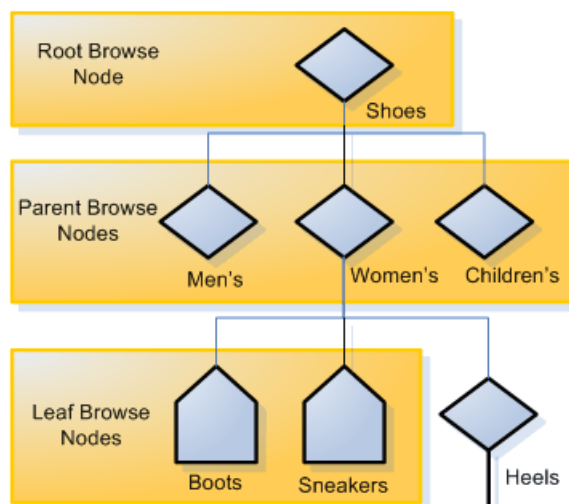 Root Browse
Node
Shoes
Parent Browse
Nodes
Men's
Women's
Children's
Leaf Browse
Nodes
Boots
Sneakers
Heels